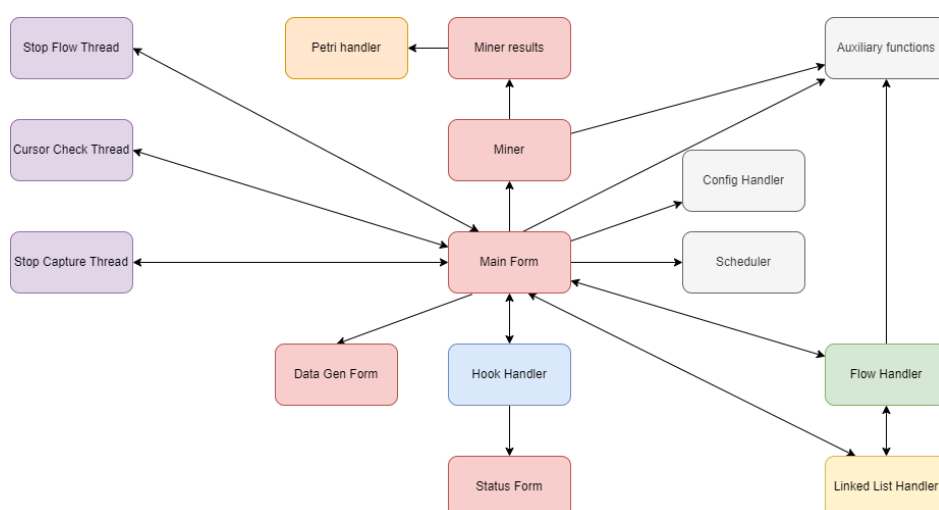 Stop Flow Thread
Petri handler
Miner results
Auxiliary functions
Cursor Check Thread
Miner
Config Handler
Stop Capture Thread
Main Form
Scheduler
Data Gen Form
Hook Handler
Flow Handler
Status Form
Linked List Handler